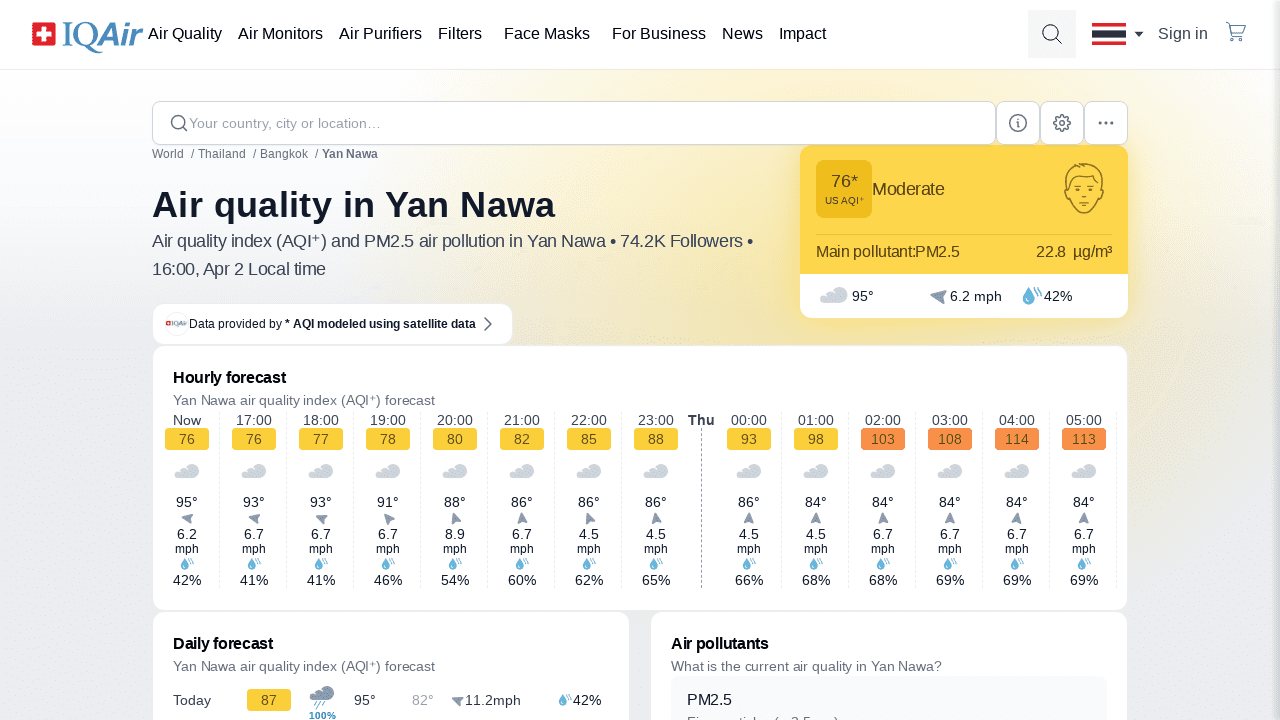 IQAir Air Quality Air Monitors Air Purifiers Filters Face Masks For Business News Impact Sign in
Your country, city or location...
World / Thailand / Bangkok / Yan Nawa
Air quality in Yan Nawa
Air quality index (AQI⁺) and PM2.5 air pollution in Yan Nawa • 74.2K Followers •
16:00, Apr 2 Local time
76*
US AQI⁺
Moderate
Main pollutant:PM2.5 22.8 µg/m³
95° 6.2 mph 42%
IQAir Data provided by * AQI modeled using satellite data
Hourly forecast
Yan Nawa air quality index (AQI⁺) forecast
Now 17:00 18:00 19:00 20:00 21:00 22:00 23:00 Thu 00:00 01:00 02:00 03:00 04:00 05:00
76 76 77 78 80 82 85 88 93 98 103 108 114 113
95° 93° 93° 91° 88° 86° 86° 86° 86° 84° 84° 84° 84° 84°
6.2 6.7 6.7 6.7 8.9 6.7 4.5 4.5 4.5 4.5 6.7 6.7 6.7 6.7
mph mph mph mph mph mph mph mph mph mph mph mph mph mph
42% 41% 41% 46% 54% 60% 62% 65% 66% 68% 68% 69% 69% 69%
Daily forecast
Yan Nawa air quality index (AQI⁺) forecast
Today 87 95° 82° 11.2mph 42%
100%
Air pollutants
What is the current air quality in Yan Nawa?
PM2.5